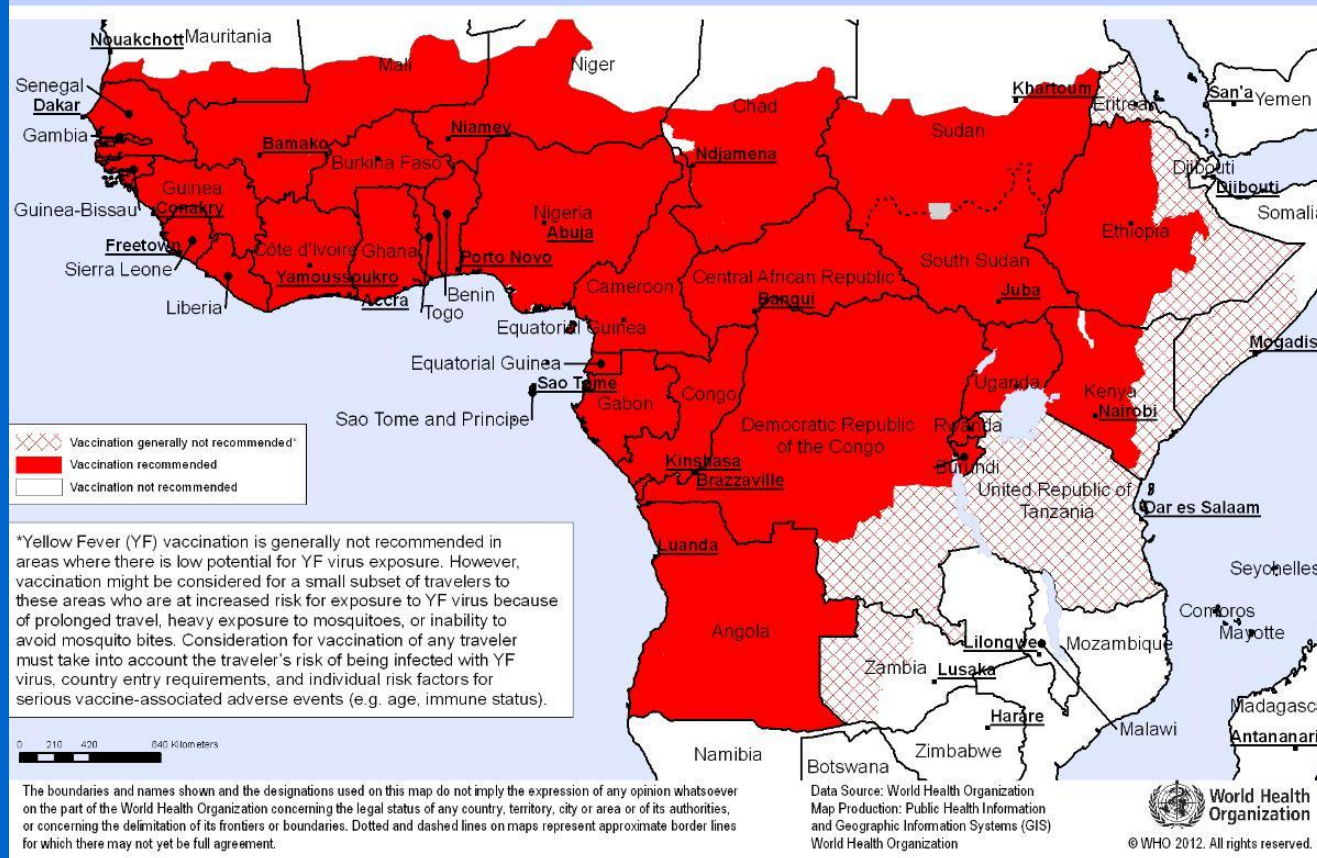 Nouakchott
Mauritania
Mali
Niger
Khartoum
San'a
Yemen
Senegal
Dakar
Chad
Eritrea
Gambia
Niamey
Sudan
Bamako
Burkina Faso
Ndjamena
Djibouti
Djibouti
Guinea
Conakry
Guinea-Bissau
Nigeria
Abuja
Somalia
Ethiopia
Freetown
Côte d'Ivoire
Ghana
Porto Novo
South Sudan
Sierra Leone
Yamoussoukro
Central African Republic
Cameroon
Juba
Liberia
Accra
Benin
Togo
Bangui
Equatorial Guinea
Mogadis
Equatorial Guinea
Uganda
Kenya
Sao Tome
Congo
Nairobi
Gabon
Sao Tome and Principe
Democratic Republic
of the Congo
Rwanda
Kinshasa
Burundi
Brazzaville
United Republic of
Tanzania
Dar es Salaam
Luanda
Seychelles
Comoros
Mayotte
Angola
Lilongwe
Mozambique
Zambia
Lusaka
Madagasc
Harare
Malawi
Antananari
Namibia
Zimbabwe
Botswana
Vaccination generally not recommended*
Vaccination recommended
Vaccination not recommended
*Yellow Fever (YF) vaccination is generally not recommended in
areas where there is low potential for YF virus exposure. However,
vaccination might be considered for a small subset of travelers to
these areas who are at increased risk for exposure to YF virus because
of prolonged travel, heavy exposure to mosquitoes, or inability to
avoid mosquito bites. Consideration for vaccination of any traveler
must take into account the traveler's risk of being infected with YF
virus, country entry requirements, and individual risk factors for
serious vaccine-associated adverse events (e.g. age, immune status).
0 210 420 840 Kilometers
The boundaries and names shown and the designations used on this map do not imply the expression of any opinion whatsoever
on the part of the World Health Organization concerning the legal status of any country, territory, city or area or of its authorities,
or concerning the delimitation of its frontiers or boundaries. Dotted and dashed lines on maps represent approximate border lines
for which there may not yet be full agreement.
Data Source: World Health Organization
Map Production: Public Health Information
and Geographic Information Systems (GIS)
World Health Organization
World Health
Organization
© WHO 2012. All rights reserved.